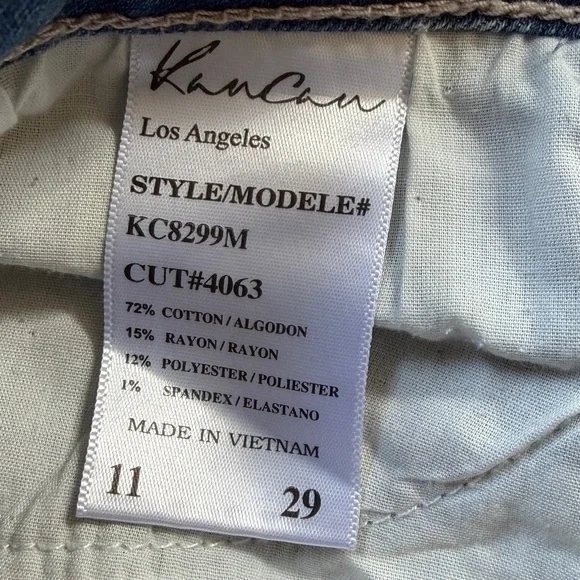 KanCan
Los Angeles
STYLE/MODELE#
KC8299M
CUT#4063
72% COTTON / ALGODON
15% RAYON / RAYON
12% POLYESTER / POLIESTER
1% SPANDEX / ELASTANO
MADE IN VIETNAM
11 29